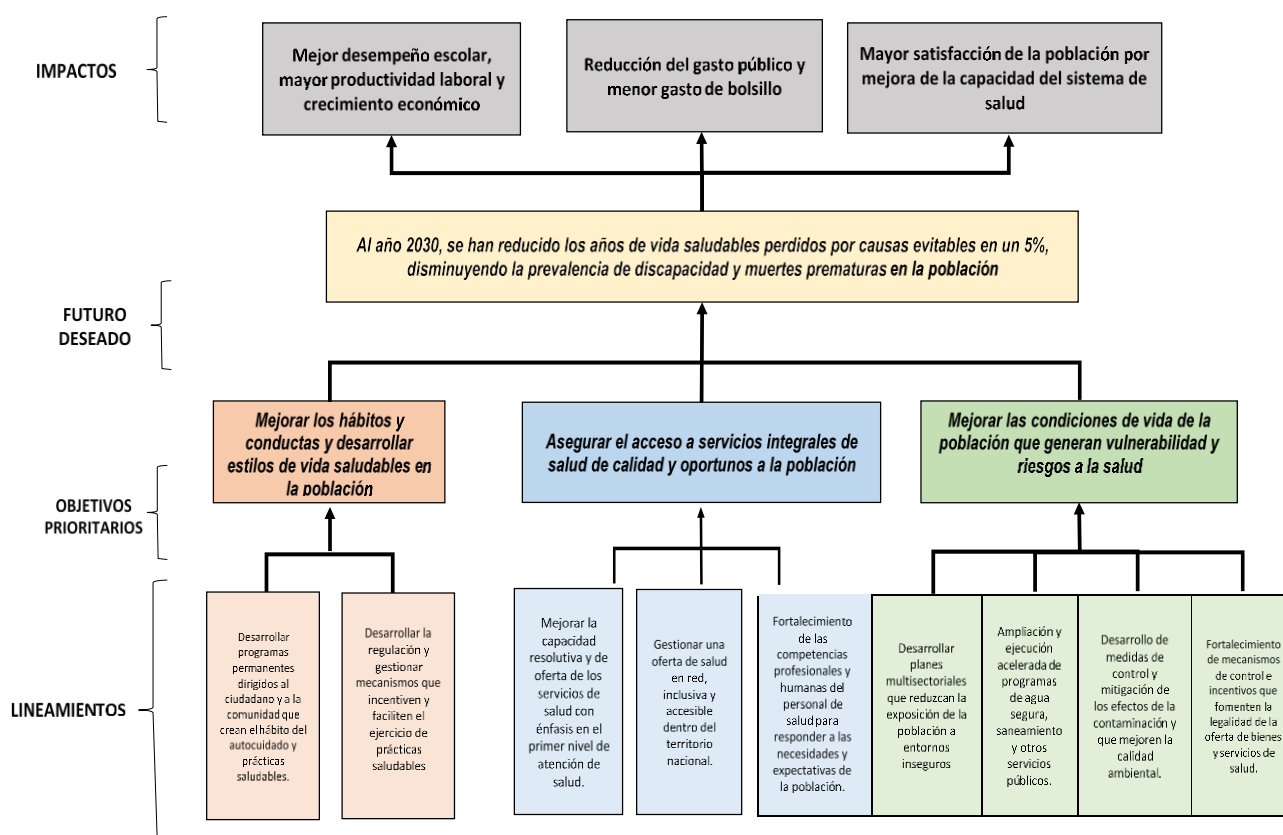 IMPACTOS
Mejor desempeño escolar,
mayor productividad laboral y
crecimiento económico
Reducción del gasto público y
menor gasto de bolsillo
Mayor satisfacción de la población por
mejora de la capacidad del sistema de
salud
FUTURO
DESEADO
Al año 2030, se han reducido los años de vida saludables perdidos por causas evitables en un 5%,
disminuyendo la prevalencia de discapacidad y muertes prematuras en la población
OBJETIVOS
PRIORITARIOS
Mejorar los hábitos y
conductas y desarrollar
estilos de vida saludables en
la población
Asegurar el acceso a servicios integrales de
salud de calidad y oportunos a la población
Mejorar las condiciones de vida de la
población que generan vulnerabilidad y
riesgos a la salud
LINEAMIENTOS
Desarrollar
programas
permanentes
dirigidos al
ciudadano y a la
comunidad que
crean el hábito del
autocuidado y
prácticas
saludables.
Desarrollar la
regulación y
gestionar
mecanismos que
incentiven y
faciliten el
ejercicio de
prácticas
saludables
Mejorar la
capacidad
resolutiva y de
oferta de los
servicios de
salud con
énfasis en el
primer nivel de
atención de
salud.
Gestionar una
oferta de salud
en red,
inclusiva y
accesible
dentro del
territorio
nacional.
Fortalecimiento
de las
competencias
profesionales y
humanas del
personal de
salud para
responder a las
necesidades y
expectativas de
la población.
Desarrollar
planes
multisectoriales
que reduzcan la
exposición de la
población a
entornos
inseguros
Ampliación y
ejecución
acelerada de
programas
de agua
segura,
saneamiento
y otros
servicios
públicos.
Desarrollo de
medidas de
control y
mitigación de
los efectos de la
contaminación y
que mejoren la
calidad
ambiental.
Fortalecimiento
de mecanismos
de control e
incentivos que
fomenten la
legalidad de la
oferta de bienes
y servicios de
salud.